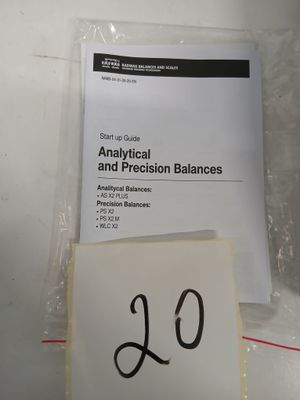 RADWAG BALANCES AND SCALES
Start up Guide
Analytical
and Precision Balances
Analitycal Balances:
• AS X2 PLUS
Precision Balances:
• PS X2
• PS X2.M
• WLC X2
20